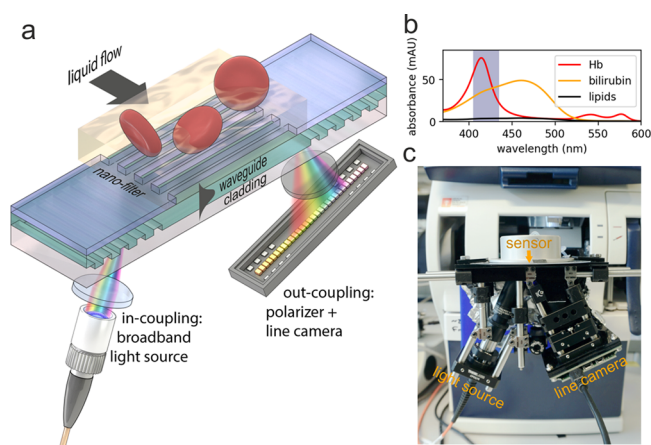 a
liquid flow
nano-filter
waveguide
cladding
in-coupling:
broadband
light source
out-coupling:
polarizer +
line camera
b
absorbance (mAU)
50
0
400
450
500
550
600
wavelength (nm)
Hb
bilirubin
lipids
c
sensor
light source
line camera